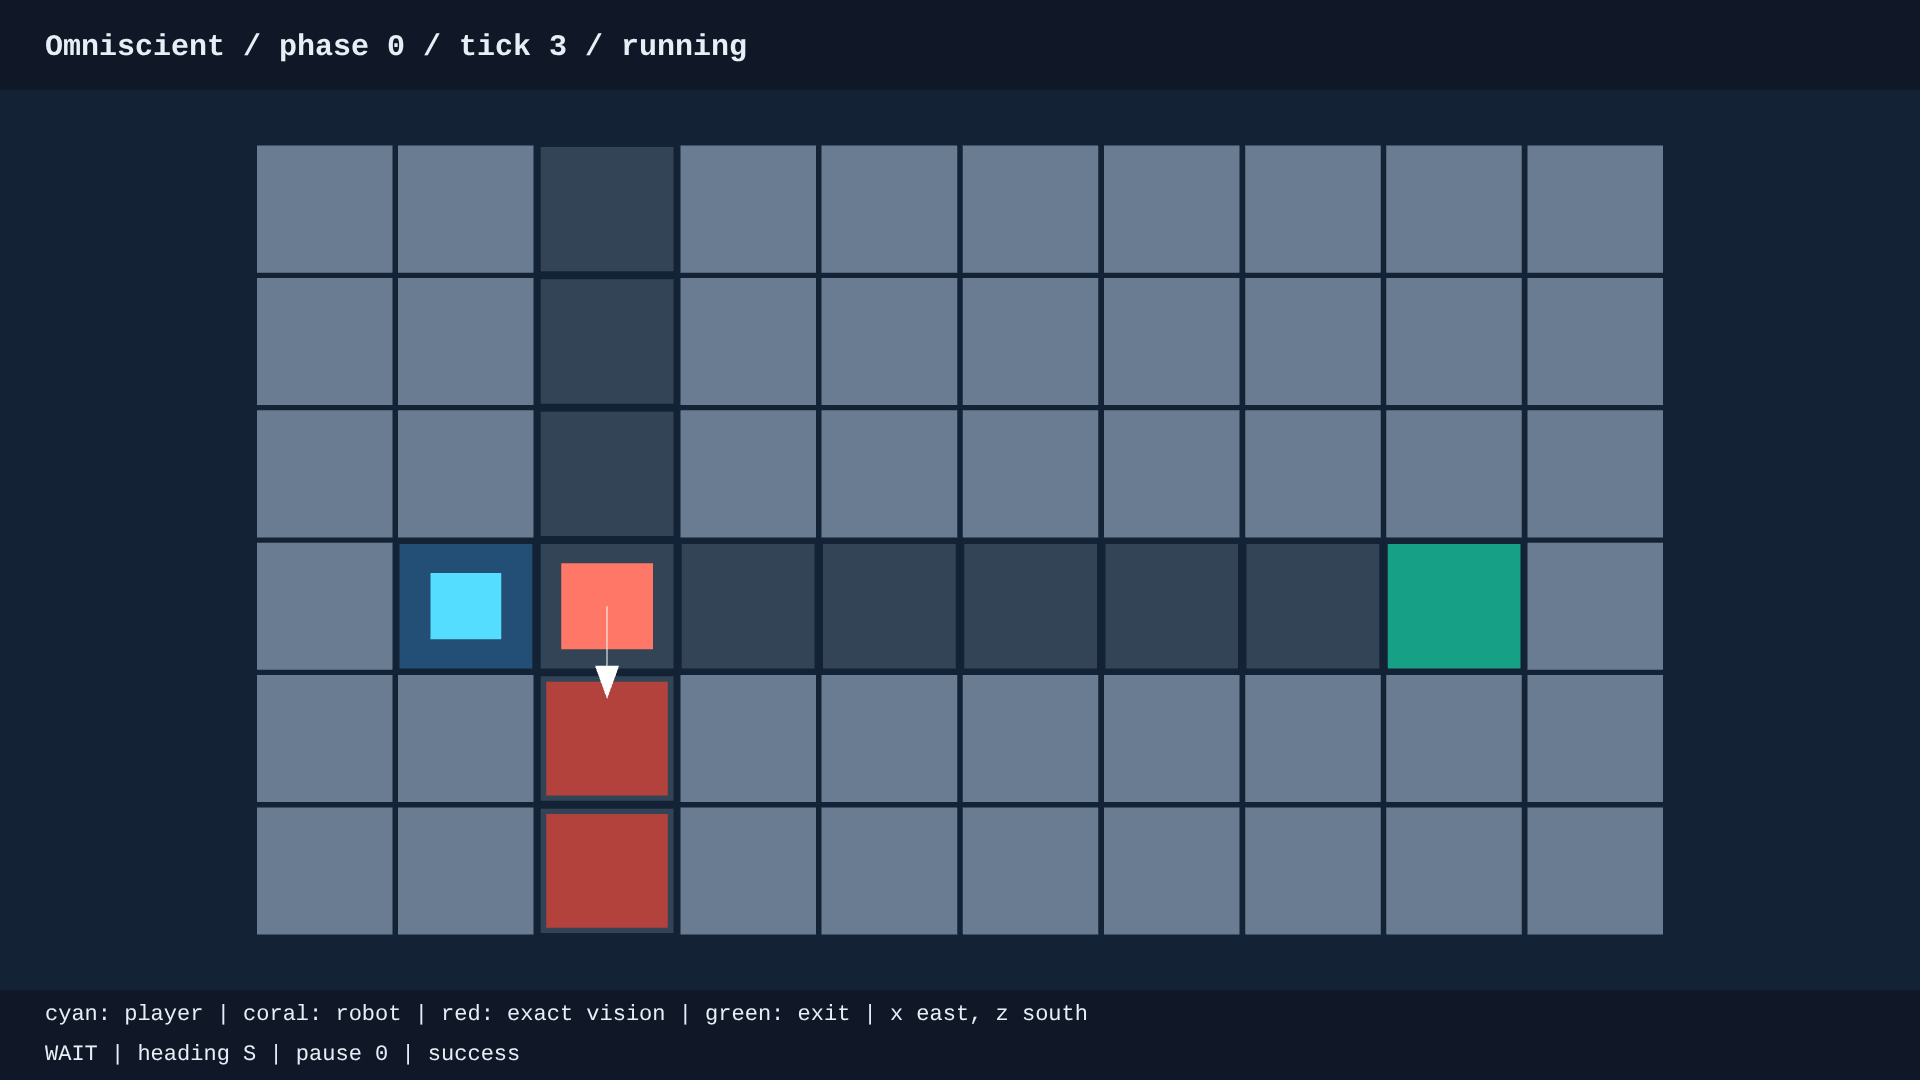 Omniscient / phase 0 / tick 3 / running
cyan: player | coral: robot | red: exact vision | green: exit | x east, z south
WAIT | heading S | pause 0 | success